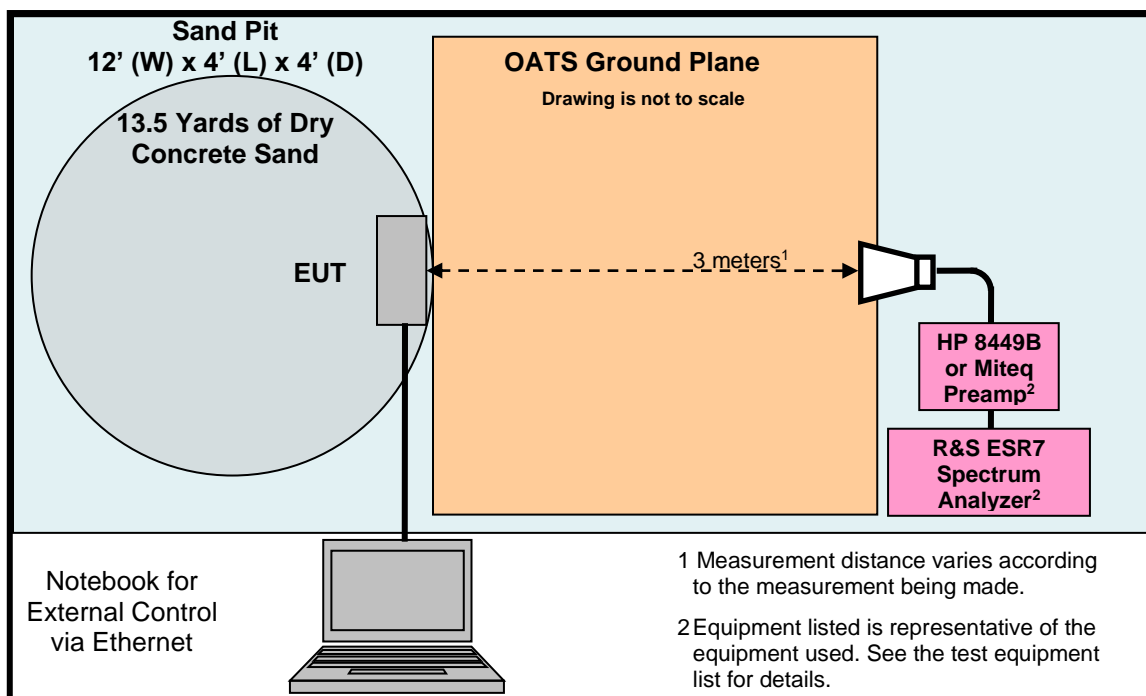 Sand Pit
12’ (W) x 4’ (L) x 4’ (D)
13.5 Yards of Dry
Concrete Sand
EUT
OATS Ground Plane
Drawing is not to scale
3 meters¹
HP 8449B
or Miteq
Preamp²
R&S ESR7
Spectrum
Analyzer²
Notebook for
External Control
via Ethernet
1 Measurement distance varies according
to the measurement being made.
2 Equipment listed is representative of the
equipment used. See the test equipment
list for details.